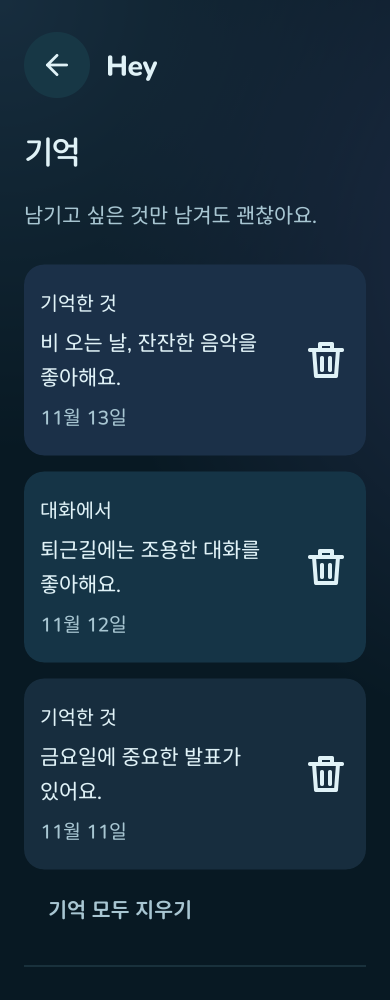 Hey
기억
남기고 싶은 것만 남겨도 괜찮아요.
기억한 것
비 오는 날, 잔잔한 음악을
좋아해요.
11월 13일
대화에서
퇴근길에는 조용한 대화를
좋아해요.
11월 12일
기억한 것
금요일에 중요한 발표가
있어요.
11월 11일
기억 모두 지우기